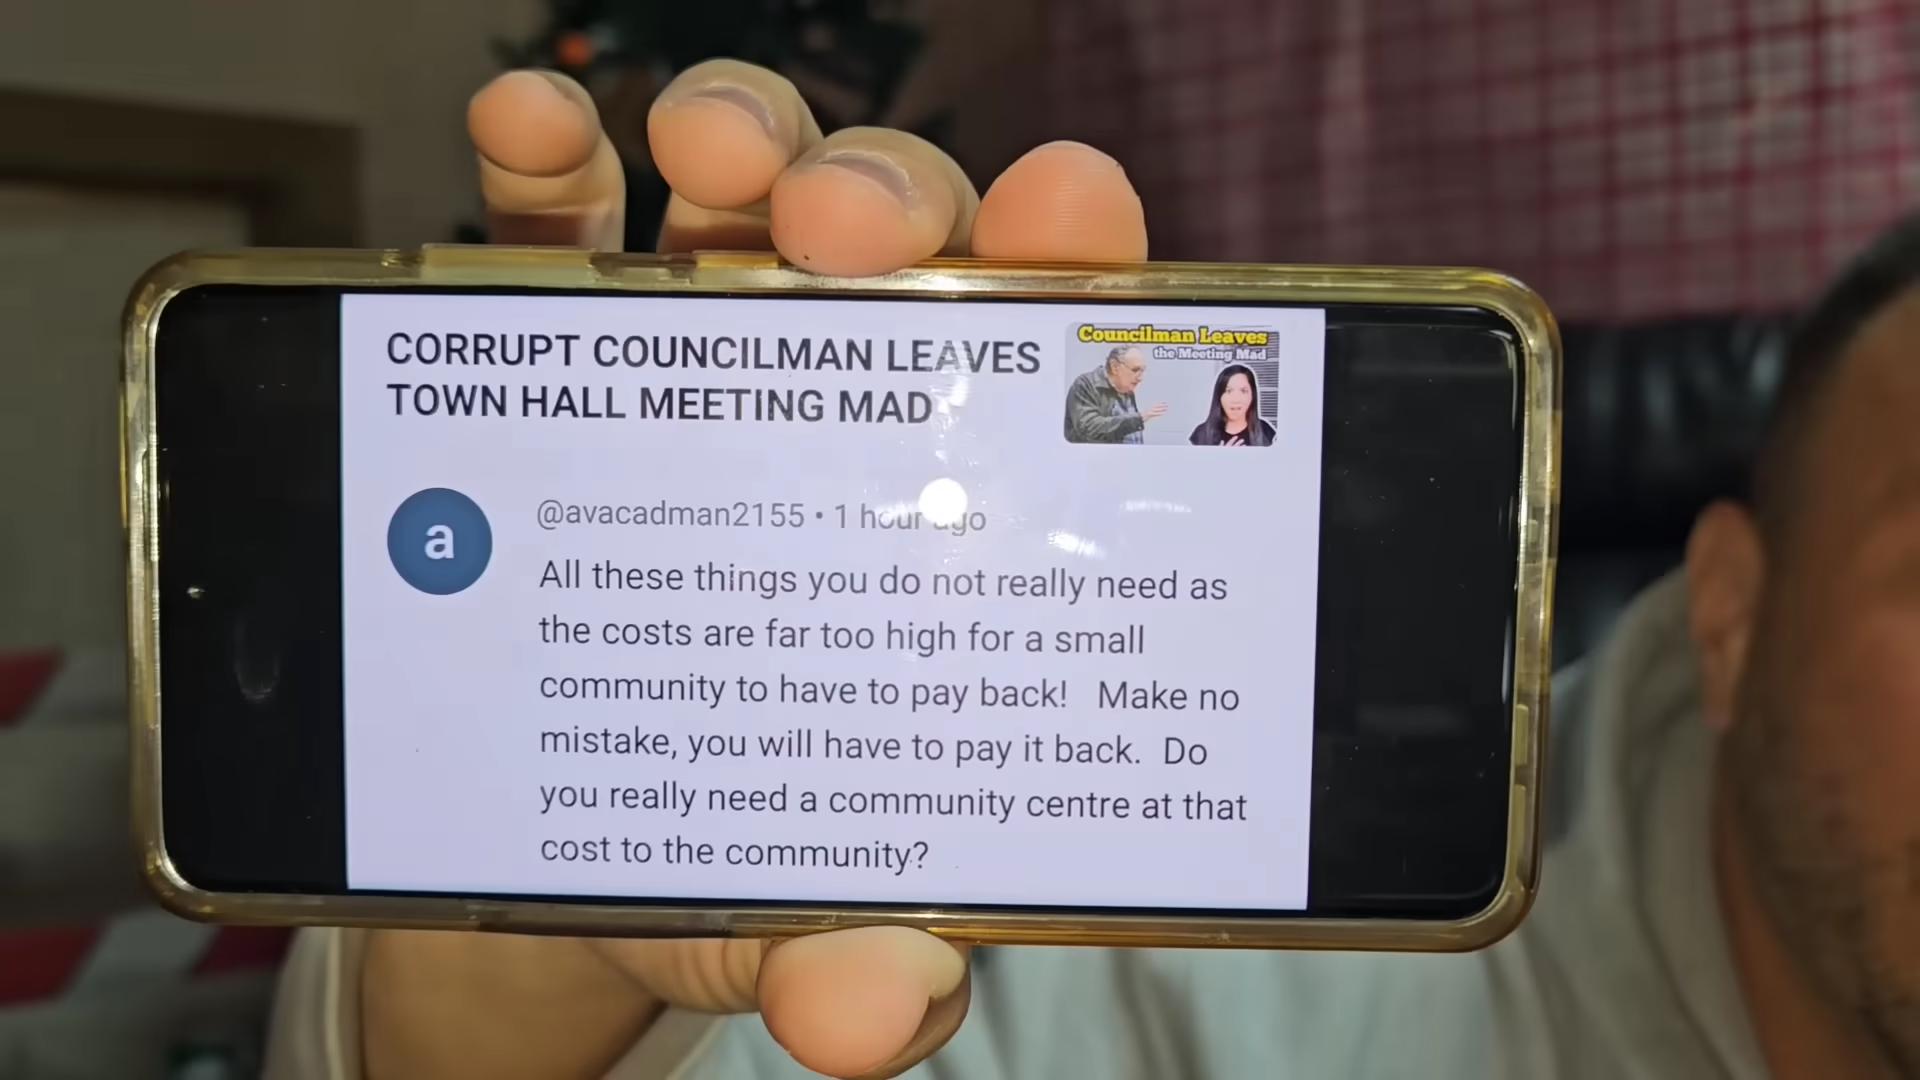 CORRUPT COUNCILMAN LEAVES
TOWN HALL MEETING MAD
Councilman Leaves
the Meeting Mad
a
@avacadman2155 • 1 hour ago
All these things you do not really need as
the costs are far too high for a small
community to have to pay back! Make no
mistake, you will have to pay it back. Do
you really need a community centre at that
cost to the community?